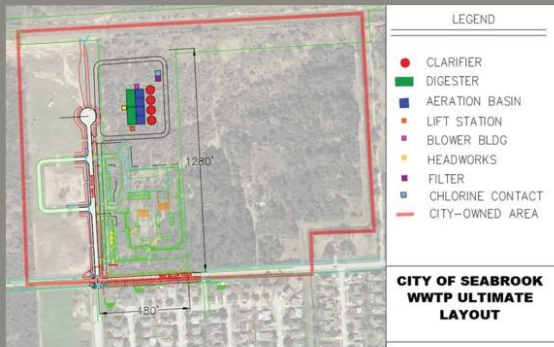 1280'
480'
LEGEND
CLARIFIER
DIGESTER
AERATION BASIN
LIFT STATION
BLOWER BLDG
HEADWORKS
FILTER
CHLORINE CONTACT
CITY-OWNED AREA
CITY OF SEABROOK
WWTP ULTIMATE
LAYOUT